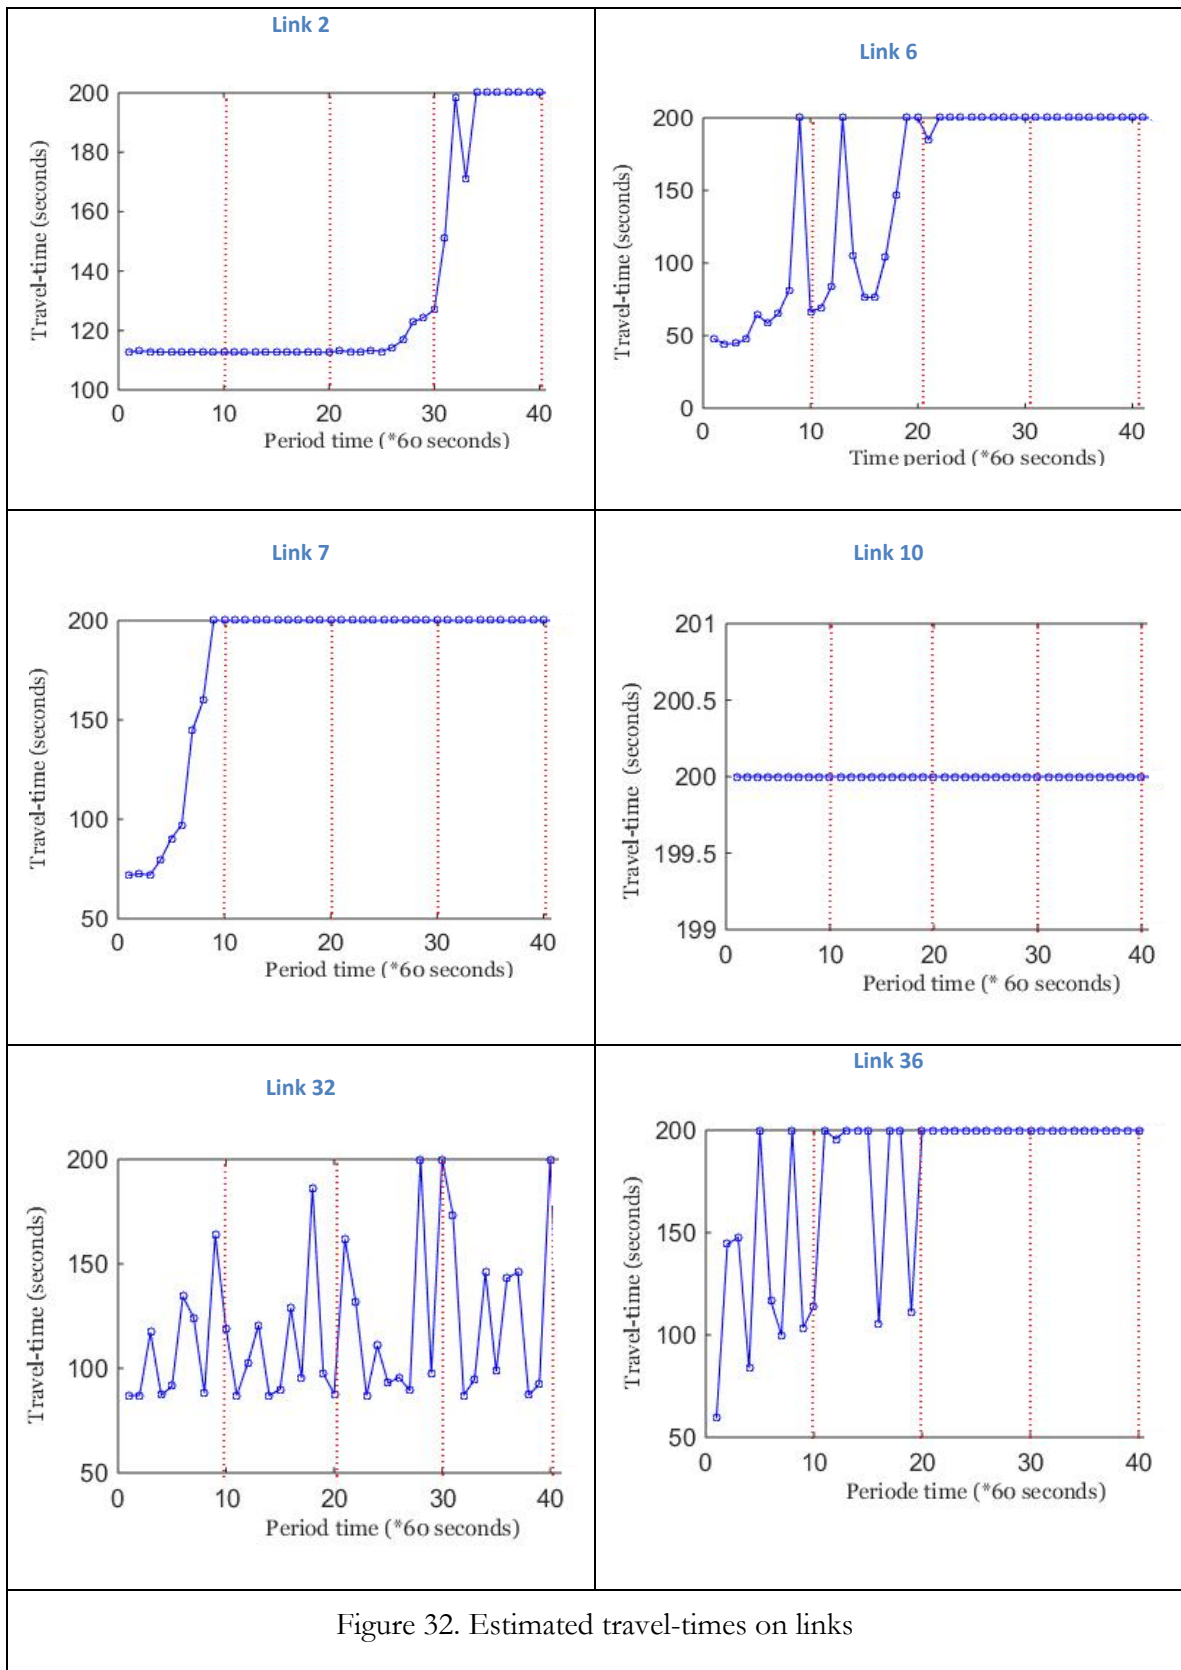 Link 2
200
180
160
140
120
100
Travel-time (seconds)
0 10 20 30 40
Period time (*60 seconds)
Link 6
200
150
100
50
0
Travel-time (seconds)
0 10 20 30 40
Time period (*60 seconds)
Link 7
200
150
100
50
Travel-time (seconds)
0 10 20 30 40
Period time (*60 seconds)
Link 10
201
200.5
200
199.5
199
Travel-time (seconds)
0 10 20 30 40
Period time (* 60 seconds)
Link 32
200
150
100
50
Travel-time (seconds)
0 10 20 30 40
Period time (*60 seconds)
Link 36
200
150
100
50
Travel-time (seconds)
0 10 20 30 40
Periode time (*60 seconds)
Figure 32. Estimated travel-times on links